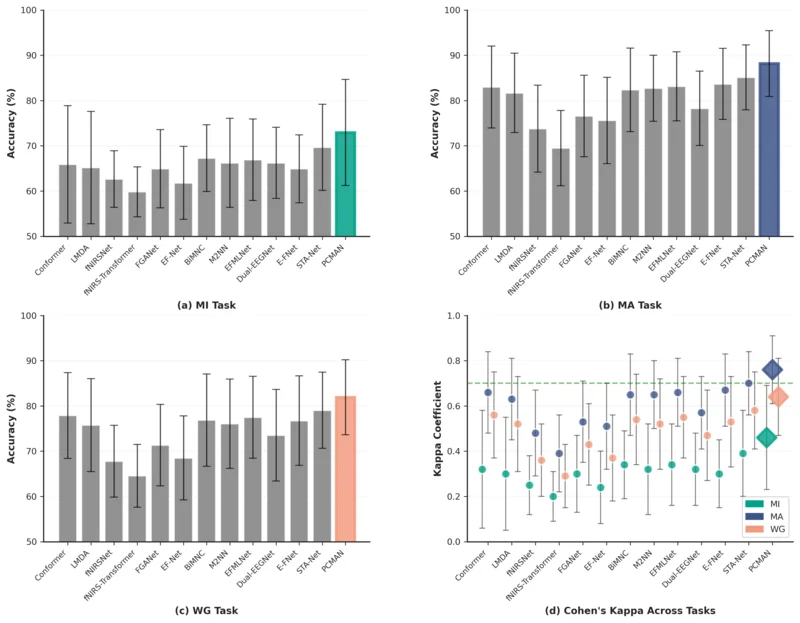 100
90
80
70
60
50
Accuracy (%)
Conformer
LMDA
fNIRSNet
fNIRS-Transformer
FGANet
EF-Net
BiMNC
M2NN
EFMLNet
Dual-EEGNet
E-FNet
STA-Net
PCMAN
(a) MI Task
100
90
80
70
60
50
Accuracy (%)
Conformer
LMDA
fNIRSNet
fNIRS-Transformer
FGANet
EF-Net
BiMNC
M2NN
EFMLNet
Dual-EEGNet
E-FNet
STA-Net
PCMAN
(b) MA Task
100
90
80
70
60
50
Accuracy (%)
Conformer
LMDA
fNIRSNet
fNIRS-Transformer
FGANet
EF-Net
BiMNC
M2NN
EFMLNet
Dual-EEGNet
E-FNet
STA-Net
PCMAN
(c) WG Task
1.0
0.8
0.6
0.4
0.2
0.0
Kappa Coefficient
MI
MA
WG
Conformer
LMDA
fNIRSNet
fNIRS-Transformer
FGANet
EF-Net
BiMNC
M2NN
EFMLNet
Dual-EEGNet
E-FNet
STA-Net
PCMAN
(d) Cohen's Kappa Across Tasks